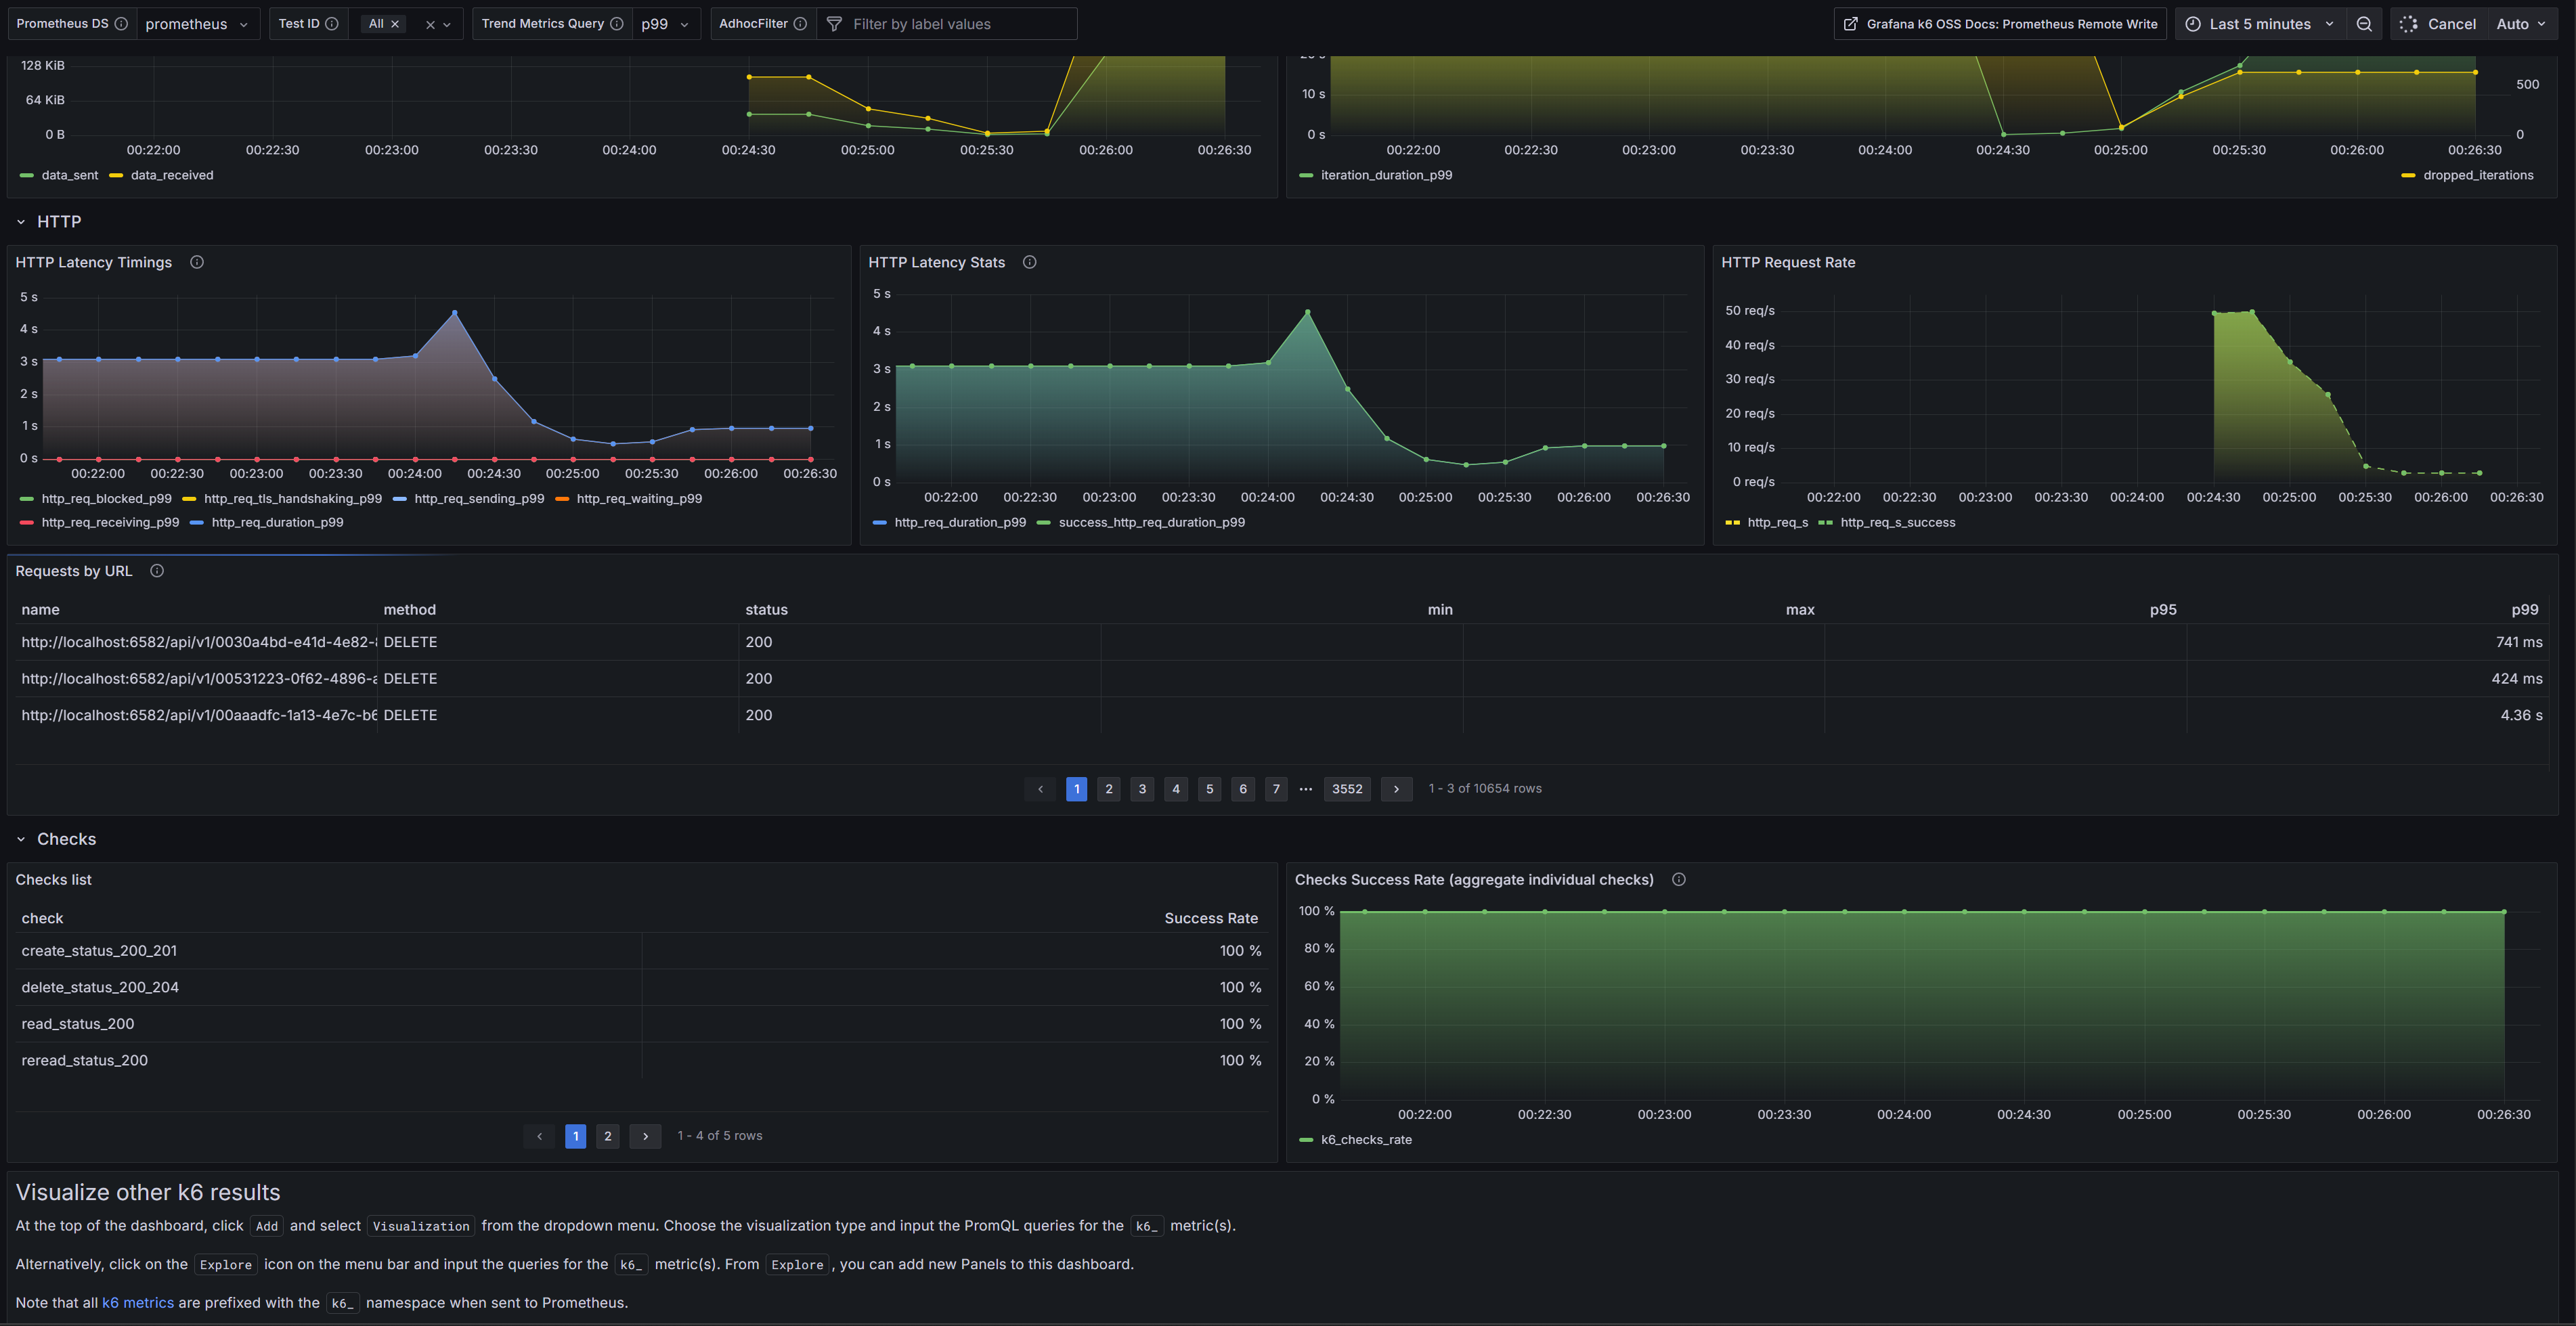 Prometheus DS prometheus Test ID All Trend Metrics Query p99 AdhocFilter Filter by label values Grafana k6 OSS Docs: Prometheus Remote Write Last 5 minutes Cancel Auto
128 KiB
64 KiB
0 B
00:22:00 00:22:30 00:23:00 00:23:30 00:24:00 00:24:30 00:25:00 00:25:30 00:26:00 00:26:30
data_sent data_received
10 s
0 s
500
0
00:22:00 00:22:30 00:23:00 00:23:30 00:24:00 00:24:30 00:25:00 00:25:30 00:26:00 00:26:30
iteration_duration_p99 dropped_iterations
HTTP
HTTP Latency Timings
5 s
4 s
3 s
2 s
1 s
0 s
00:22:00 00:22:30 00:23:00 00:23:30 00:24:00 00:24:30 00:25:00 00:25:30 00:26:00 00:26:30
http_req_blocked_p99 http_req_tls_handshaking_p99 http_req_sending_p99 http_req_waiting_p99
http_req_receiving_p99 http_req_duration_p99
HTTP Latency Stats
5 s
4 s
3 s
2 s
1 s
0 s
00:22:00 00:22:30 00:23:00 00:23:30 00:24:00 00:24:30 00:25:00 00:25:30 00:26:00 00:26:30
http_req_duration_p99 success_http_req_duration_p99
HTTP Request Rate
50 req/s
40 req/s
30 req/s
20 req/s
10 req/s
0 req/s
00:22:00 00:22:30 00:23:00 00:23:30 00:24:00 00:24:30 00:25:00 00:25:30 00:26:00 00:26:30
http_req_s http_req_s_success
Requests by URL
name method status min max p95 p99
http://localhost:6582/api/v1/0030a4bd-e41d-4e82- DELETE 200 741 ms
http://localhost:6582/api/v1/00531223-0f62-4896-a DELETE 200 424 ms
http://localhost:6582/api/v1/00aaadfc-1a13-4e7c-b6 DELETE 200 4.36 s
1 2 3 4 5 6 7 ... 3552 1 - 3 of 10654 rows
Checks
Checks list
check Success Rate
create_status_200_201 100 %
delete_status_200_204 100 %
read_status_200 100 %
reread_status_200 100 %
1 2 1 - 4 of 5 rows
Checks Success Rate (aggregate individual checks)
100 %
80 %
60 %
40 %
20 %
0 %
00:22:00 00:22:30 00:23:00 00:23:30 00:24:00 00:24:30 00:25:00 00:25:30 00:26:00 00:26:30
k6_checks_rate
Visualize other k6 results
At the top of the dashboard, click Add and select Visualization from the dropdown menu. Choose the visualization type and input the PromQL queries for the k6_ metric(s).
Alternatively, click on the Explore icon on the menu bar and input the queries for the k6_ metric(s). From Explore, you can add new Panels to this dashboard.
Note that all k6 metrics are prefixed with the k6_ namespace when sent to Prometheus.